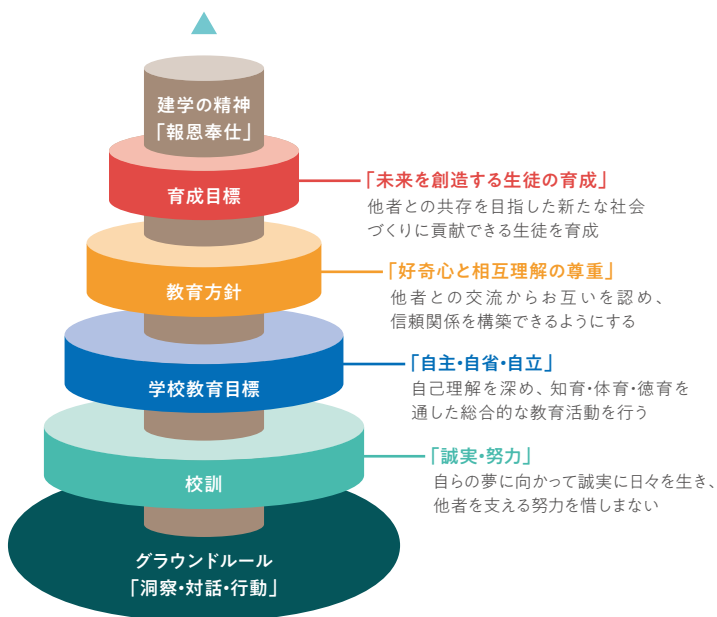 建学の精神
「報恩奉仕」
育成目標
「未来を創造する生徒の育成」
他者との共存を目指した新たな社会
づくりに貢献できる生徒を育成
教育方針
「好奇心と相互理解の尊重」
他者との交流からお互いを認め、
信頼関係を構築できるようにする
学校教育目標
「自主・自省・自立」
自己理解を深め、知育・体育・徳育を
通した総合的な教育活動を行う
校訓
「誠実・努力」
自らの夢に向かって誠実に日々を生き、
他者を支える努力を惜しまない
グラウンドルール
「洞察・対話・行動」